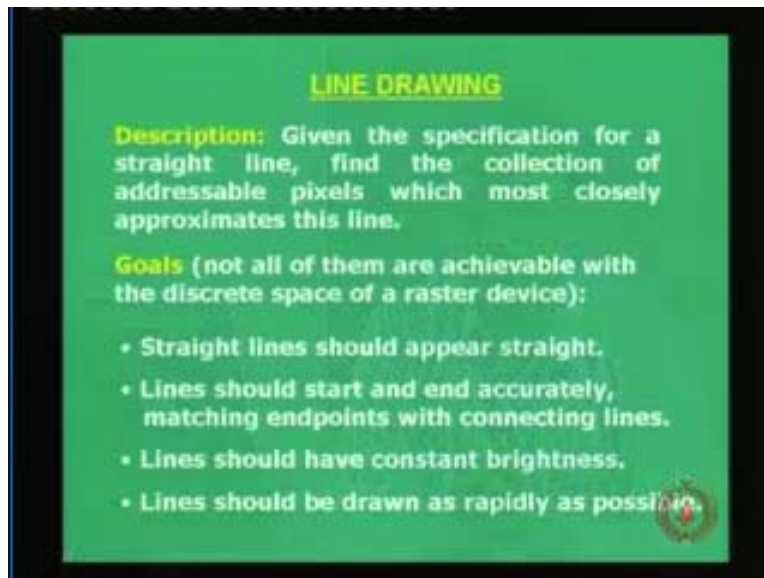 LINE DRAWING
Description: Given the specification for a
straight line, find the collection of
addressable pixels which most closely
approximates this line.
Goals (not all of them are achievable with
the discrete space of a raster device):
• Straight lines should appear straight.
• Lines should start and end accurately,
matching endpoints with connecting lines.
• Lines should have constant brightness.
• Lines should be drawn as rapidly as possible.